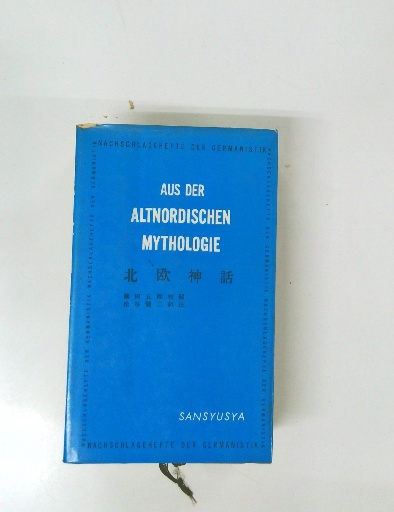 NACHSCHLAGEHEFTE DER GERMANISTIK
AUS DER
ALTNORDISCHEN
MYTHOLOGIE
北欧神話
SANSYUSYA
NACHSCHLAGEHEFTE DER GERMANISTIK